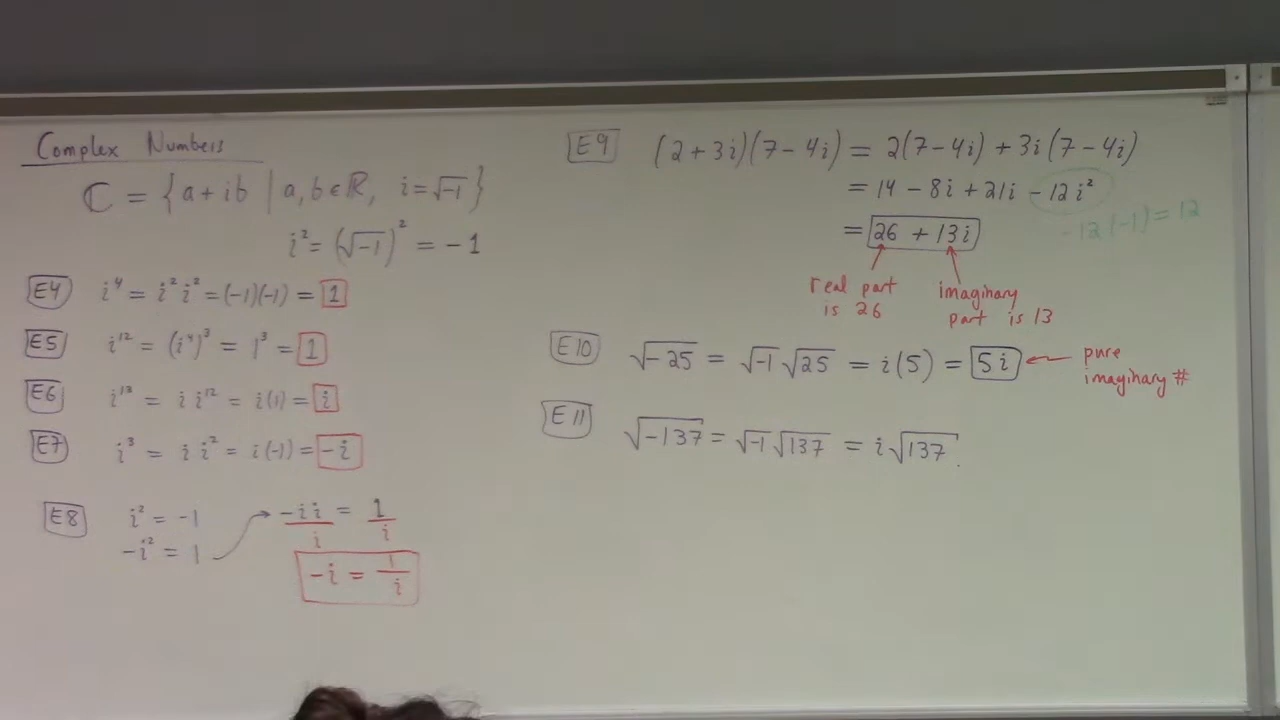 Complex Numbers
ℂ = {a + ib | a, b ∈ ℝ, i = √-1}
i² = (√-1)² = -1
E4 i⁴ = i² i² = (-1)(-1) = 1
E5 i¹² = (i⁴)³ = 1³ = 1
E6 i¹³ = i i¹² = i(1) = i
E7 i³ = i i² = i(-1) = -i
E8 i² = -1
-i² = 1
-ii/i = 1/i
-i = 1/i
E9 (2+3i)(7-4i) = 2(7-4i) + 3i(7-4i)
= 14 - 8i + 21i - 12i²
-12(-1) = 12
= 26 + 13i
real part
is 26
imaginary
part is 13
E10 √-25 = √-1 √25 = i(5) = 5i
pure
imaginary #
E11 √-137 = √-1 √137 = i√137